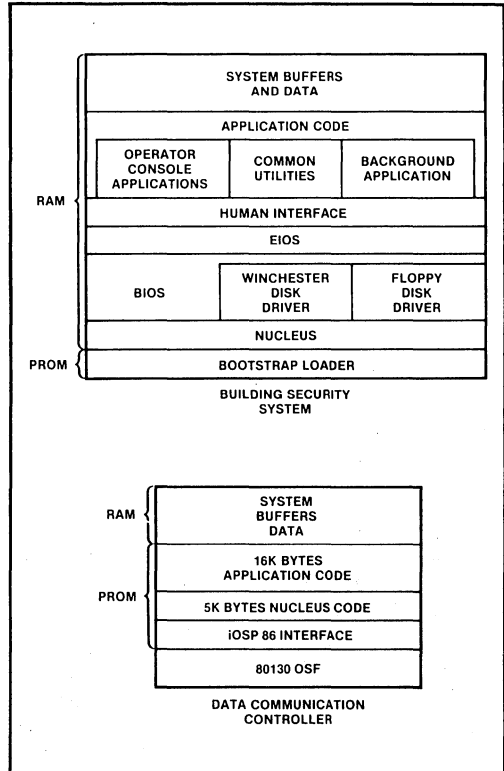 SYSTEM BUFFERS
AND DATA
APPLICATION CODE
OPERATOR
CONSOLE
APPLICATIONS
COMMON
UTILITIES
BACKGROUND
APPLICATION
RAM
HUMAN INTERFACE
EIOS
BIOS
WINCHESTER
DISK
DRIVER
FLOPPY
DISK
DRIVER
NUCLEUS
PROM
BOOTSTRAP LOADER
BUILDING SECURITY
SYSTEM
RAM
SYSTEM
BUFFERS
DATA
PROM
16K BYTES
APPLICATION CODE
5K BYTES NUCLEUS CODE
iOSP 86 INTERFACE
80130 OSF
DATA COMMUNICATION
CONTROLLER